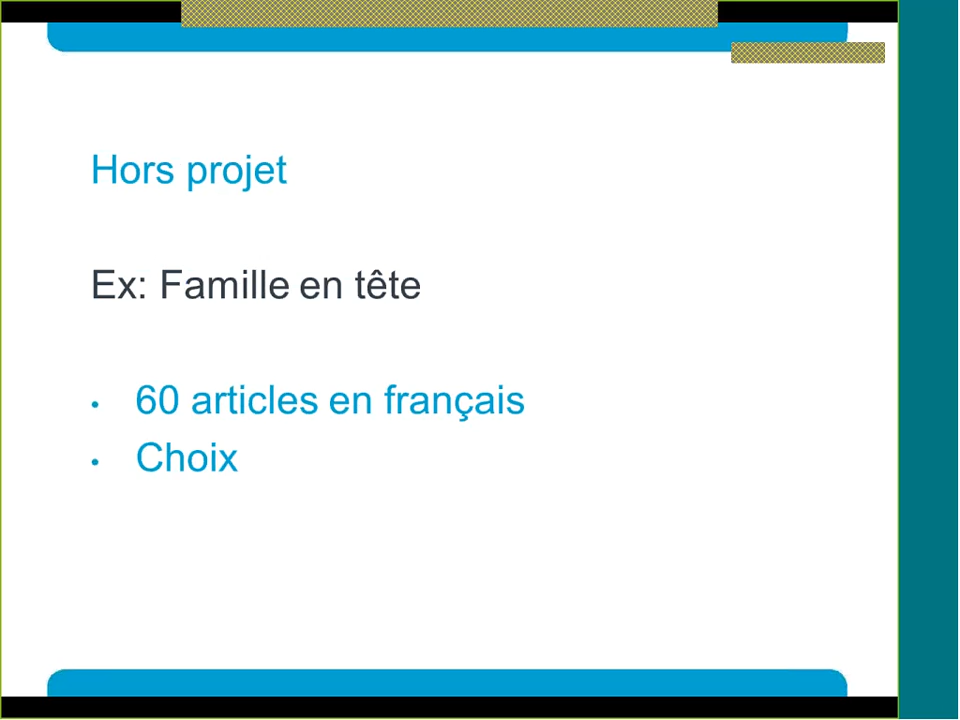 Hors projet
Ex: Famille en tête
• 60 articles en français
• Choix